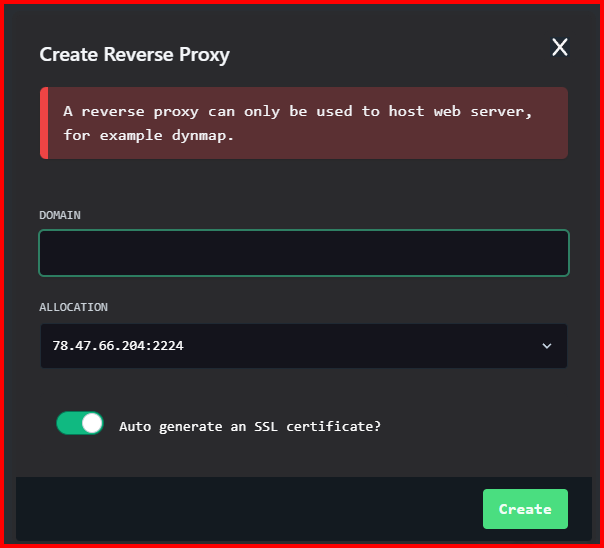 Create Reverse Proxy
X
A reverse proxy can only be used to host web server,
for example dynmap.
DOMAIN
ALLOCATION
78.47.66.204:2224
Auto generate an SSL certificate?
Create